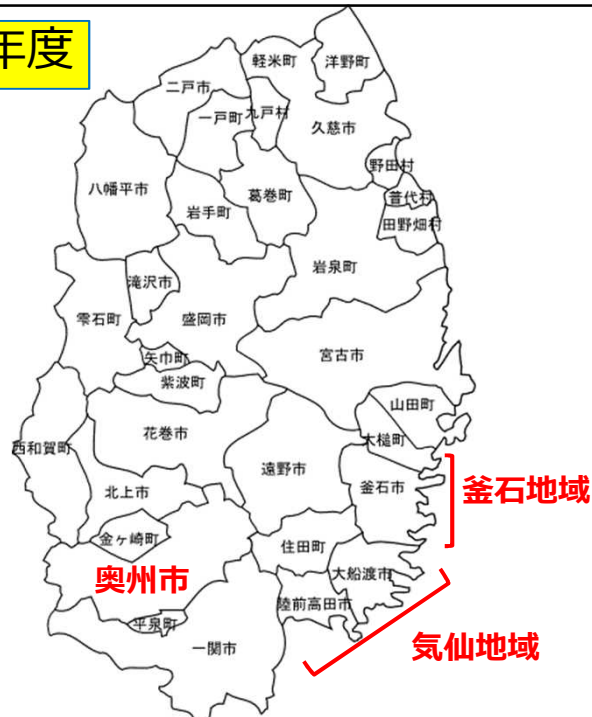 年度
軽米町
洋野町
二戸市
一戸町
九戸村
久慈市
野田村
八幡平市
葛巻町
普代村
岩手町
田野畑村
岩泉町
滝沢市
雫石町
盛岡市
矢巾町
宮古市
紫波町
山田町
花巻市
大槌町
西和賀町
遠野市
釜石市
釜石地域
北上市
金ヶ崎町
住田町
奥州市
大船渡市
陸前高田市
平泉町
一関市
気仙地域